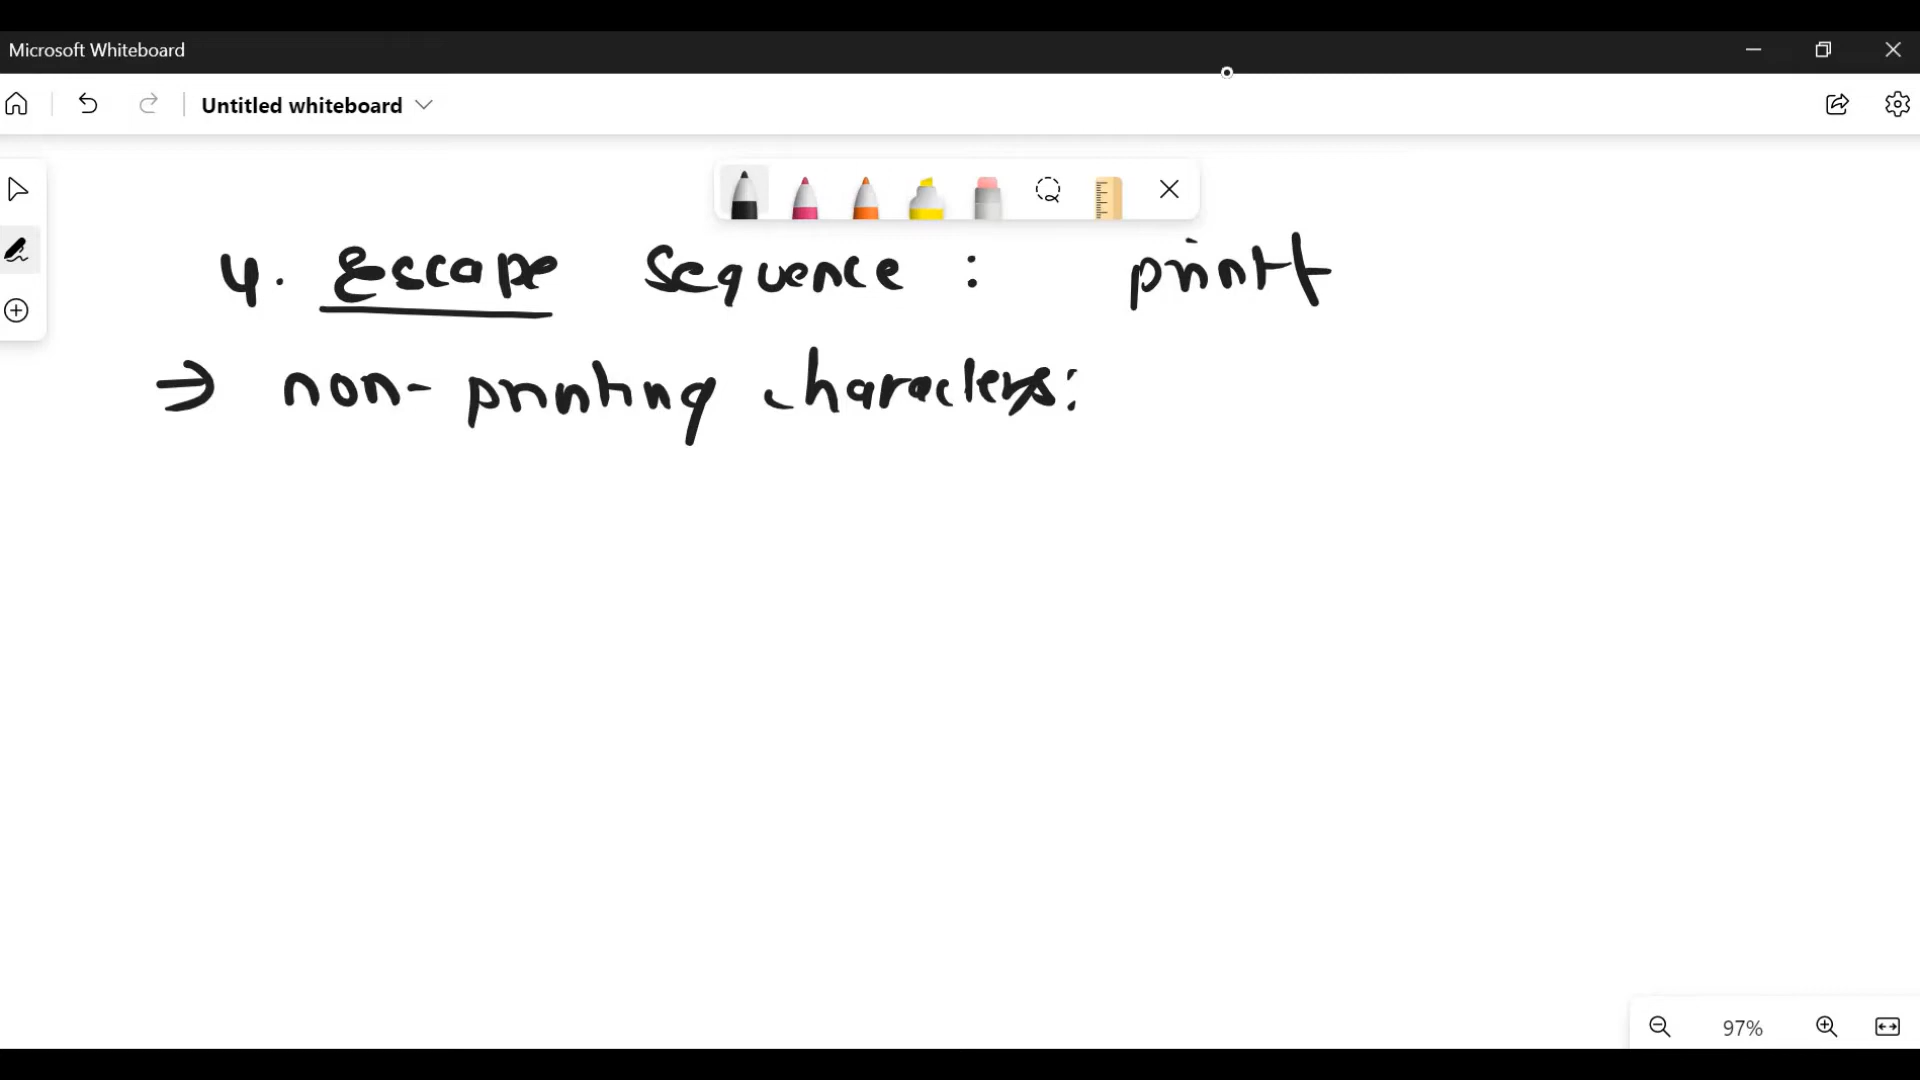 Microsoft Whiteboard
Untitled whiteboard
4. Escape sequence : printf
⇒ non-printing characters:
97%